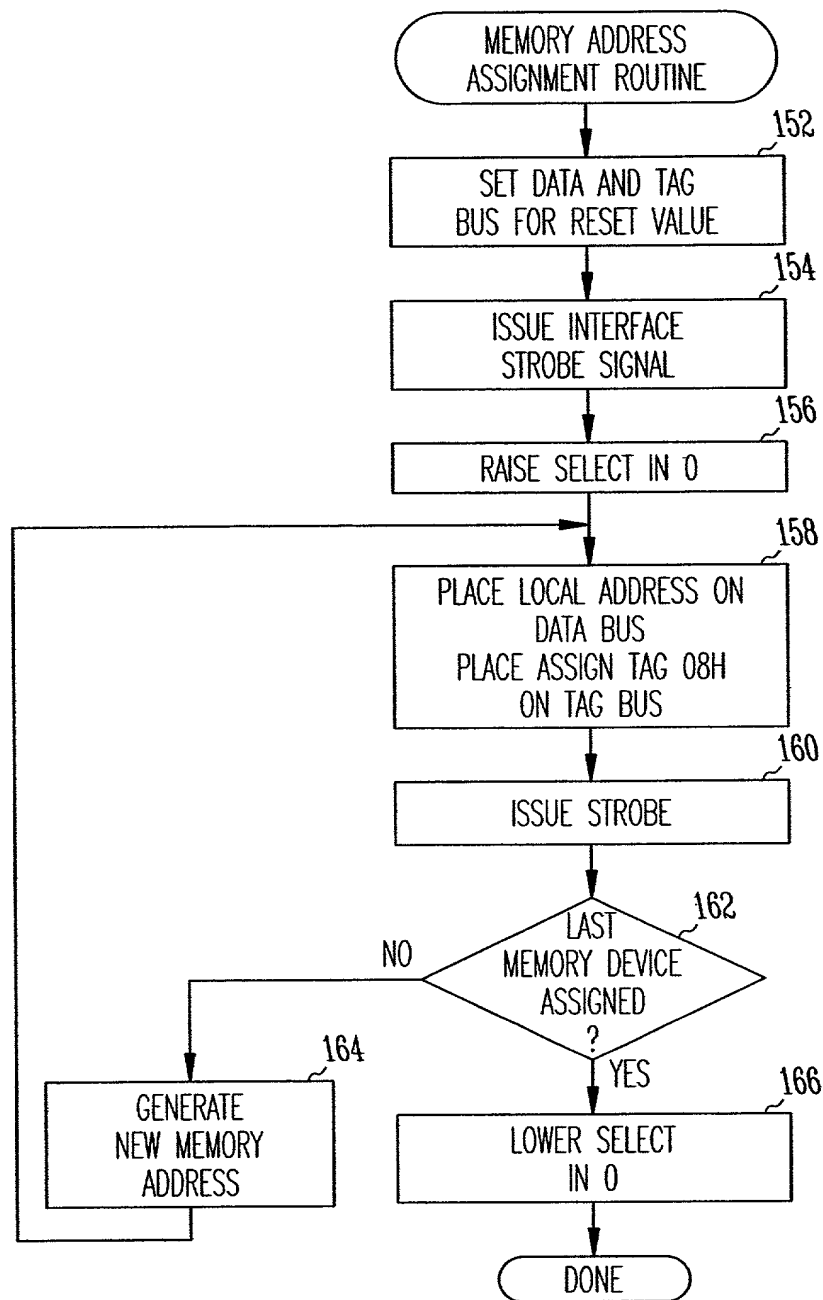 MEMORY ADDRESS
ASSIGNMENT ROUTINE
152
SET DATA AND TAG
BUS FOR RESET VALUE
154
ISSUE INTERFACE
STROBE SIGNAL
156
RAISE SELECT IN 0
158
PLACE LOCAL ADDRESS ON
DATA BUS
PLACE ASSIGN TAG 08H
ON TAG BUS
160
ISSUE STROBE
162
LAST
MEMORY DEVICE
ASSIGNED
?
NO
YES
164
GENERATE
NEW MEMORY
ADDRESS
166
LOWER SELECT
IN 0
DONE